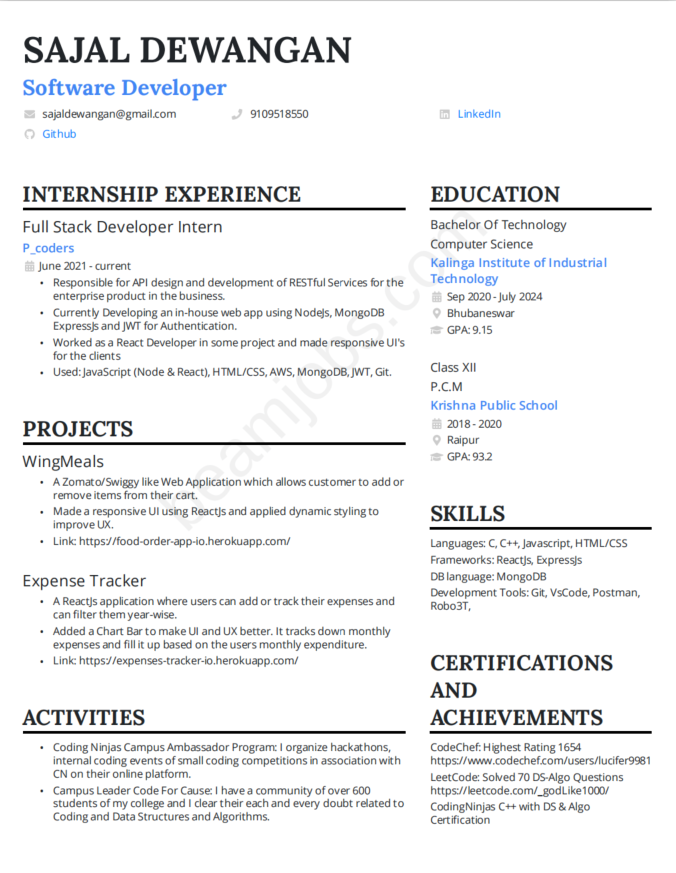 SAJAL DEWANGAN
Software Developer
sajaldewangan@gmail.com
9109518550
LinkedIn
Github
INTERNSHIP EXPERIENCE
Full Stack Developer Intern
P_coders
June 2021 - current
• Responsible for API design and development of RESTful Services for the
enterprise product in the business.
• Currently Developing an in-house web app using NodeJs, MongoDB
ExpressJs and JWT for Authentication.
• Worked as a React Developer in some project and made responsive UI's
for the clients
• Used: JavaScript (Node & React), HTML/CSS, AWS, MongoDB, JWT, Git.
PROJECTS
WingMeals
• A Zomato/Swiggy like Web Application which allows customer to add or
remove items from their cart.
• Made a responsive UI using ReactJs and applied dynamic styling to
improve UX.
• Link: https://food-order-app-io.herokuapp.com/
Expense Tracker
• A ReactJs application where users can add or track their expenses and
can filter them year-wise.
• Added a Chart Bar to make UI and UX better. It tracks down monthly
expenses and fill it up based on the users monthly expenditure.
• Link: https://expenses-tracker-io.herokuapp.com/
ACTIVITIES
• Coding Ninjas Campus Ambassador Program: I organize hackathons,
internal coding events of small coding competitions in association with
CN on their online platform.
• Campus Leader Code For Cause: I have a community of over 600
students of my college and I clear their each and every doubt related to
Coding and Data Structures and Algorithms.
EDUCATION
Bachelor Of Technology
Computer Science
Kalinga Institute of Industrial
Technology
Sep 2020 - July 2024
Bhubaneswar
GPA: 9.15
Class XII
P.C.M
Krishna Public School
2018 - 2020
Raipur
GPA: 93.2
SKILLS
Languages: C, C++, Javascript, HTML/CSS
Frameworks: ReactJs, ExpressJs
DB language: MongoDB
Development Tools: Git, VsCode, Postman,
Robo3T,
CERTIFICATIONS
AND
ACHIEVEMENTS
CodeChef: Highest Rating 1654
https://www.codechef.com/users/lucifer9981
LeetCode: Solved 70 DS-Algo Questions
https://leetcode.com/_godLike1000/
CodingNinjas C++ with DS & Algo
Certification
beamjobs.com